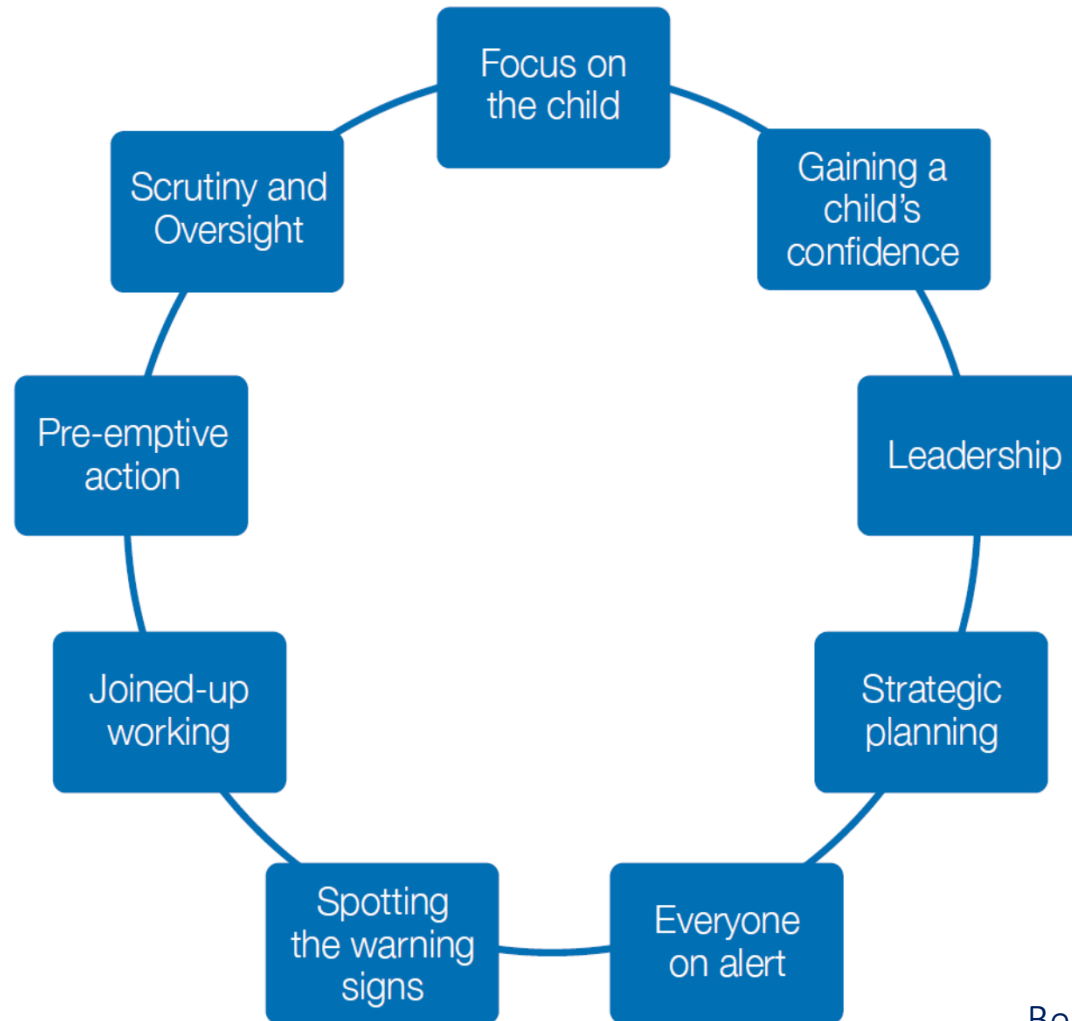 Focus on
the child
Gaining a
child's
confidence
Leadership
Strategic
planning
Everyone
on alert
Spotting
the warning
signs
Joined-up
working
Pre-emptive
action
Scrutiny and
Oversight